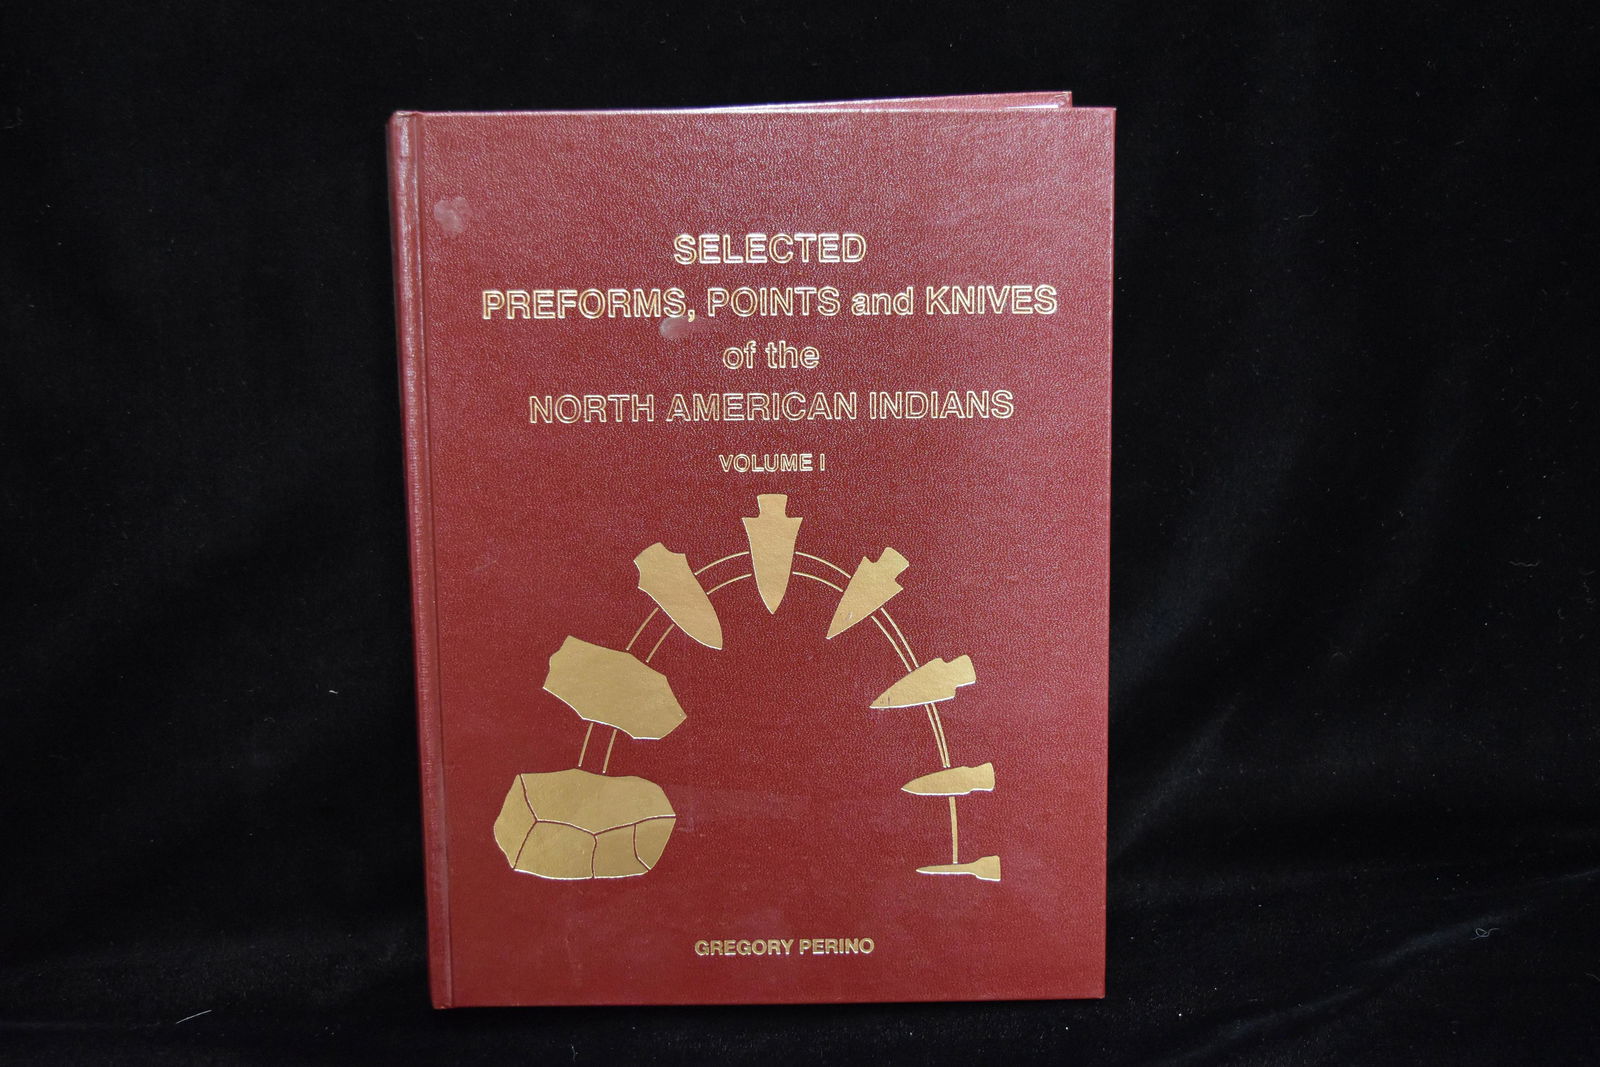 SELECTED
PREFORMS, POINTS and KNIVES
of the
NORTH AMERICAN INDIANS
VOLUME I
GREGORY PERINO